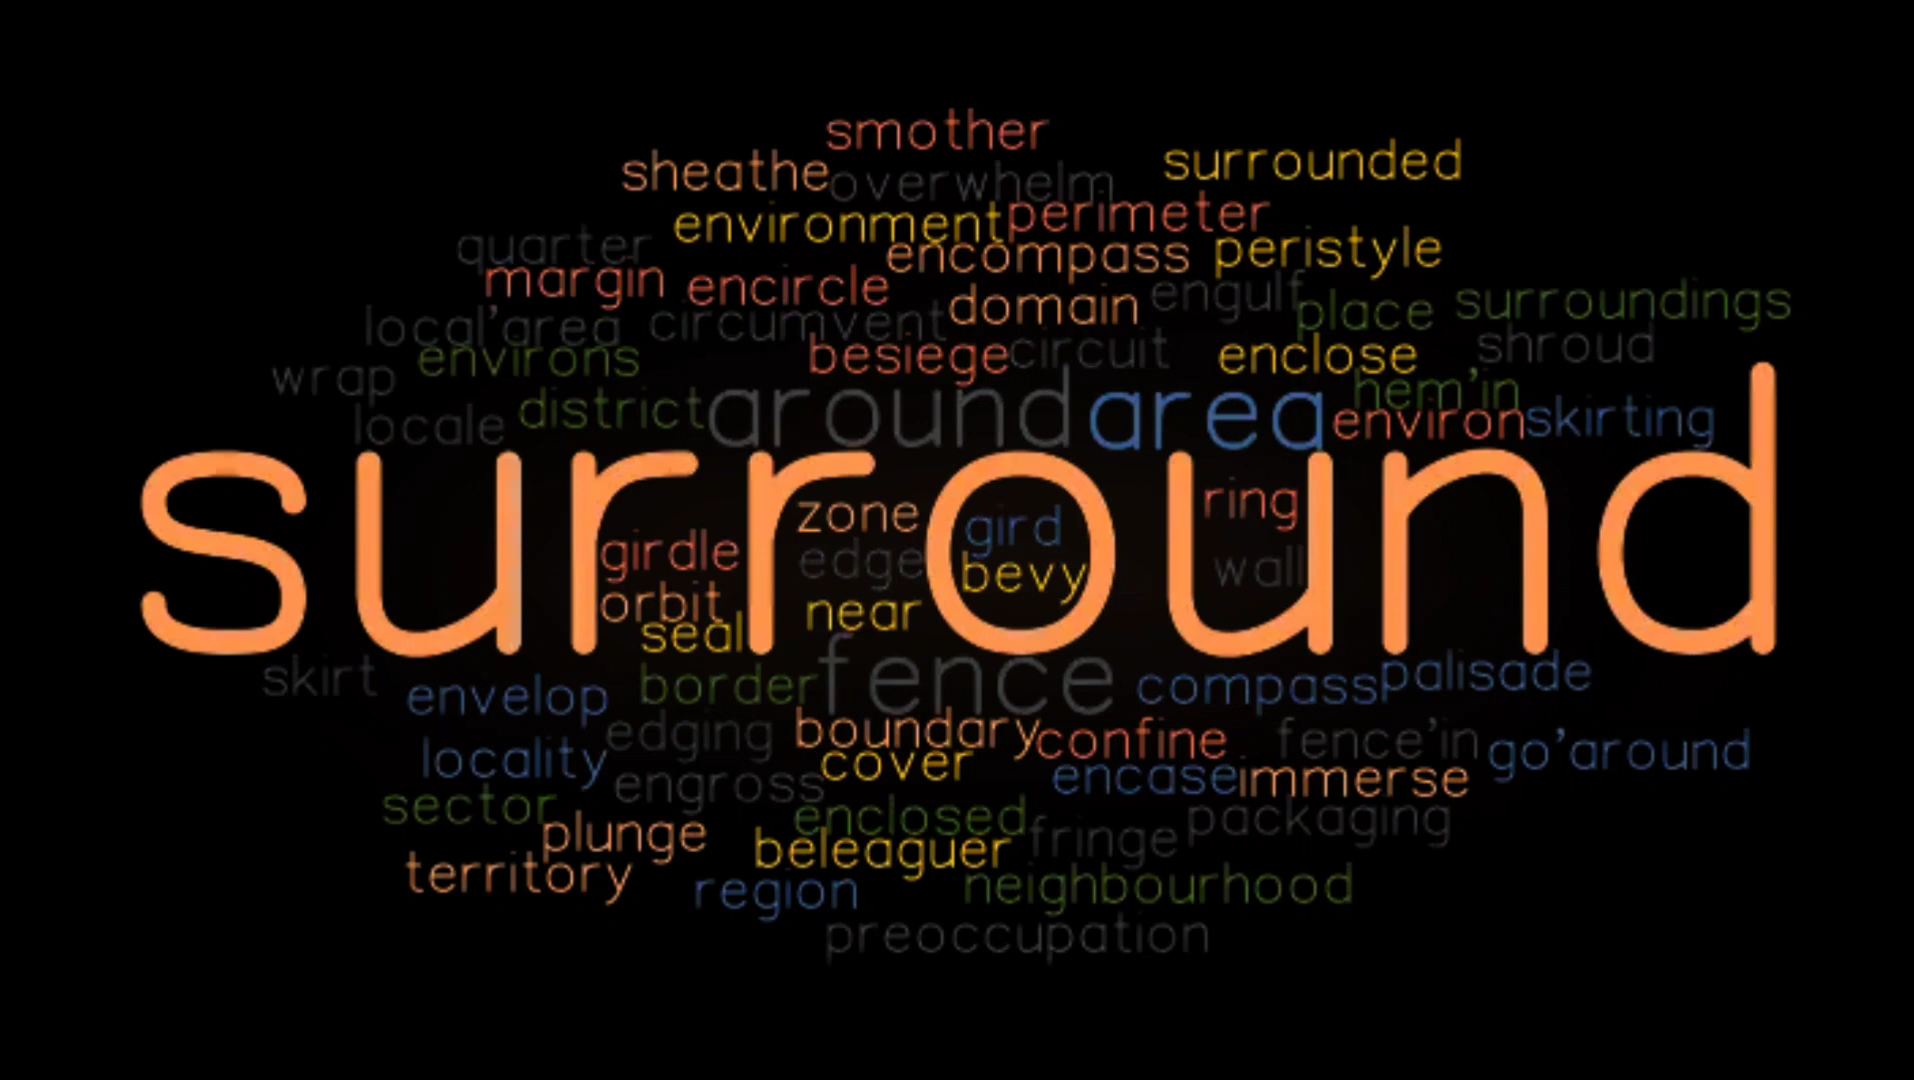 smother
sheathe overwhelm surrounded
environment perimeter
quarter encompass peristyle
margin encircle domain engulf place surroundings
local'area circumvent
environs besiege circuit enclose shroud
wrap hem'in
locale district around area environ skirting
surround
zone gird ring
girdle edge bevy wall
orbit near
seal
skirt envelop border fence compass palisade
edging boundary confine fence'in go'around
locality cover
engross encase immerse
sector enclosed packaging
plunge beleaguer fringe
territory region neighbourhood
preoccupation